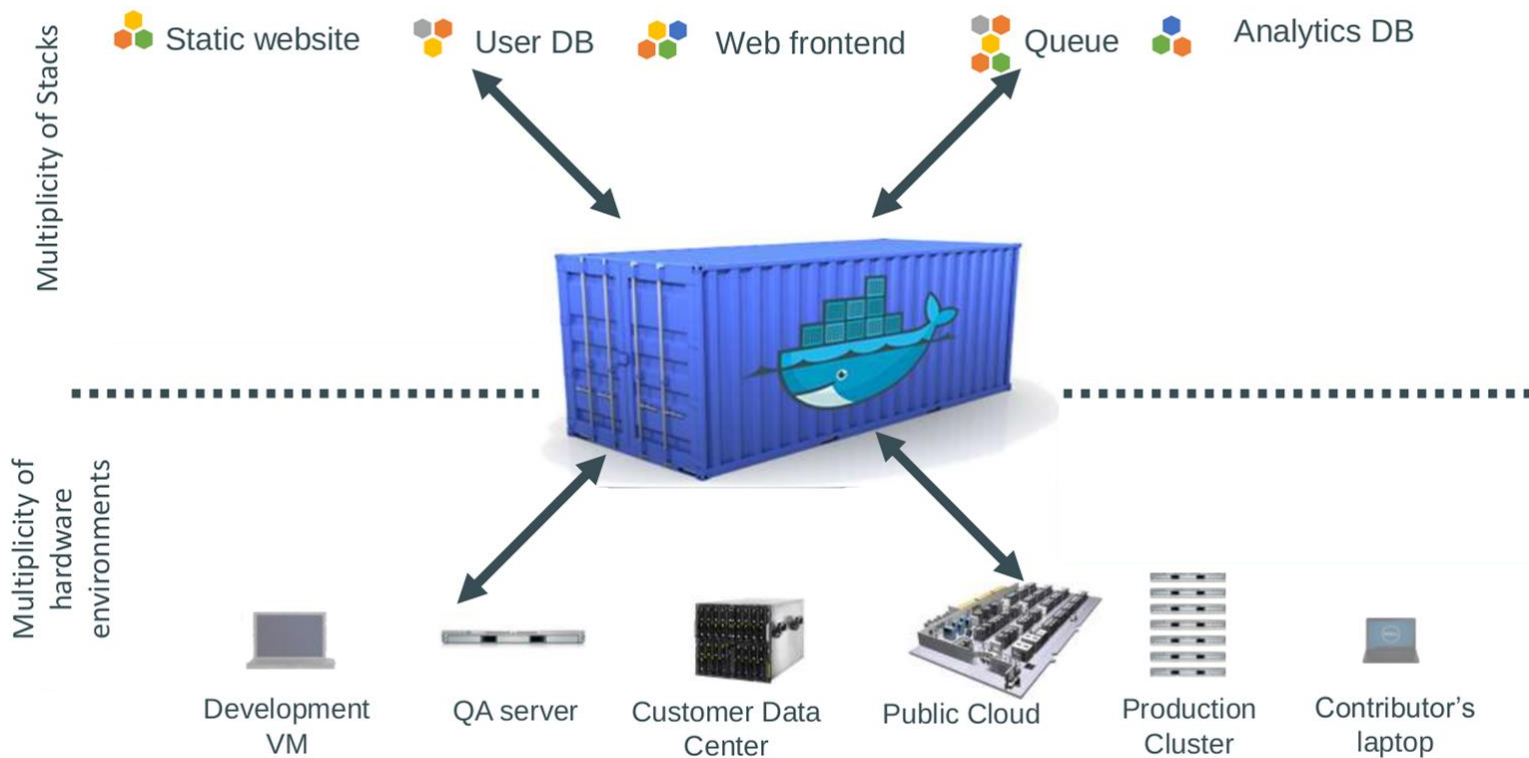 Multiplicity of Stacks
Static website
User DB
Web frontend
Queue
Analytics DB
Multiplicity of
hardware
environments
Development
VM
QA server
Customer Data
Center
Public Cloud
Production
Cluster
Contributor's
laptop